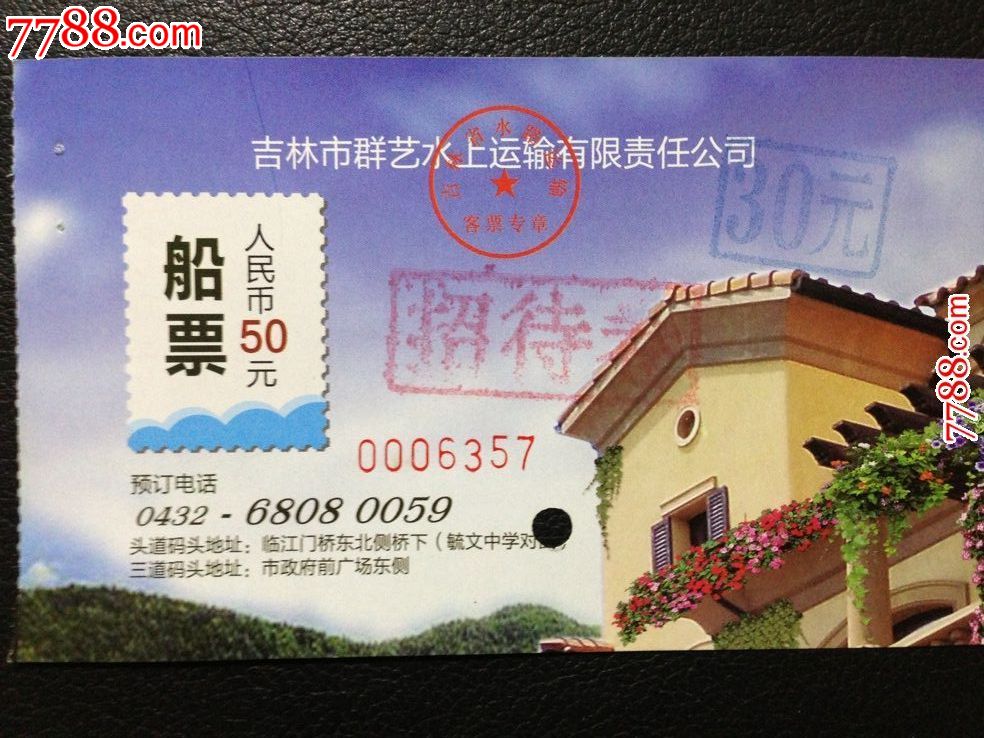 7788.com
吉林市群艺水上运输有限责任公司
客票专章
30元
船票
人民币50元
招待
0006357
预订电话
0432 - 6808 0059
头道码头地址：临江门桥东北侧桥下（毓文中学对
三道码头地址：市政府前广场东侧
7788.com